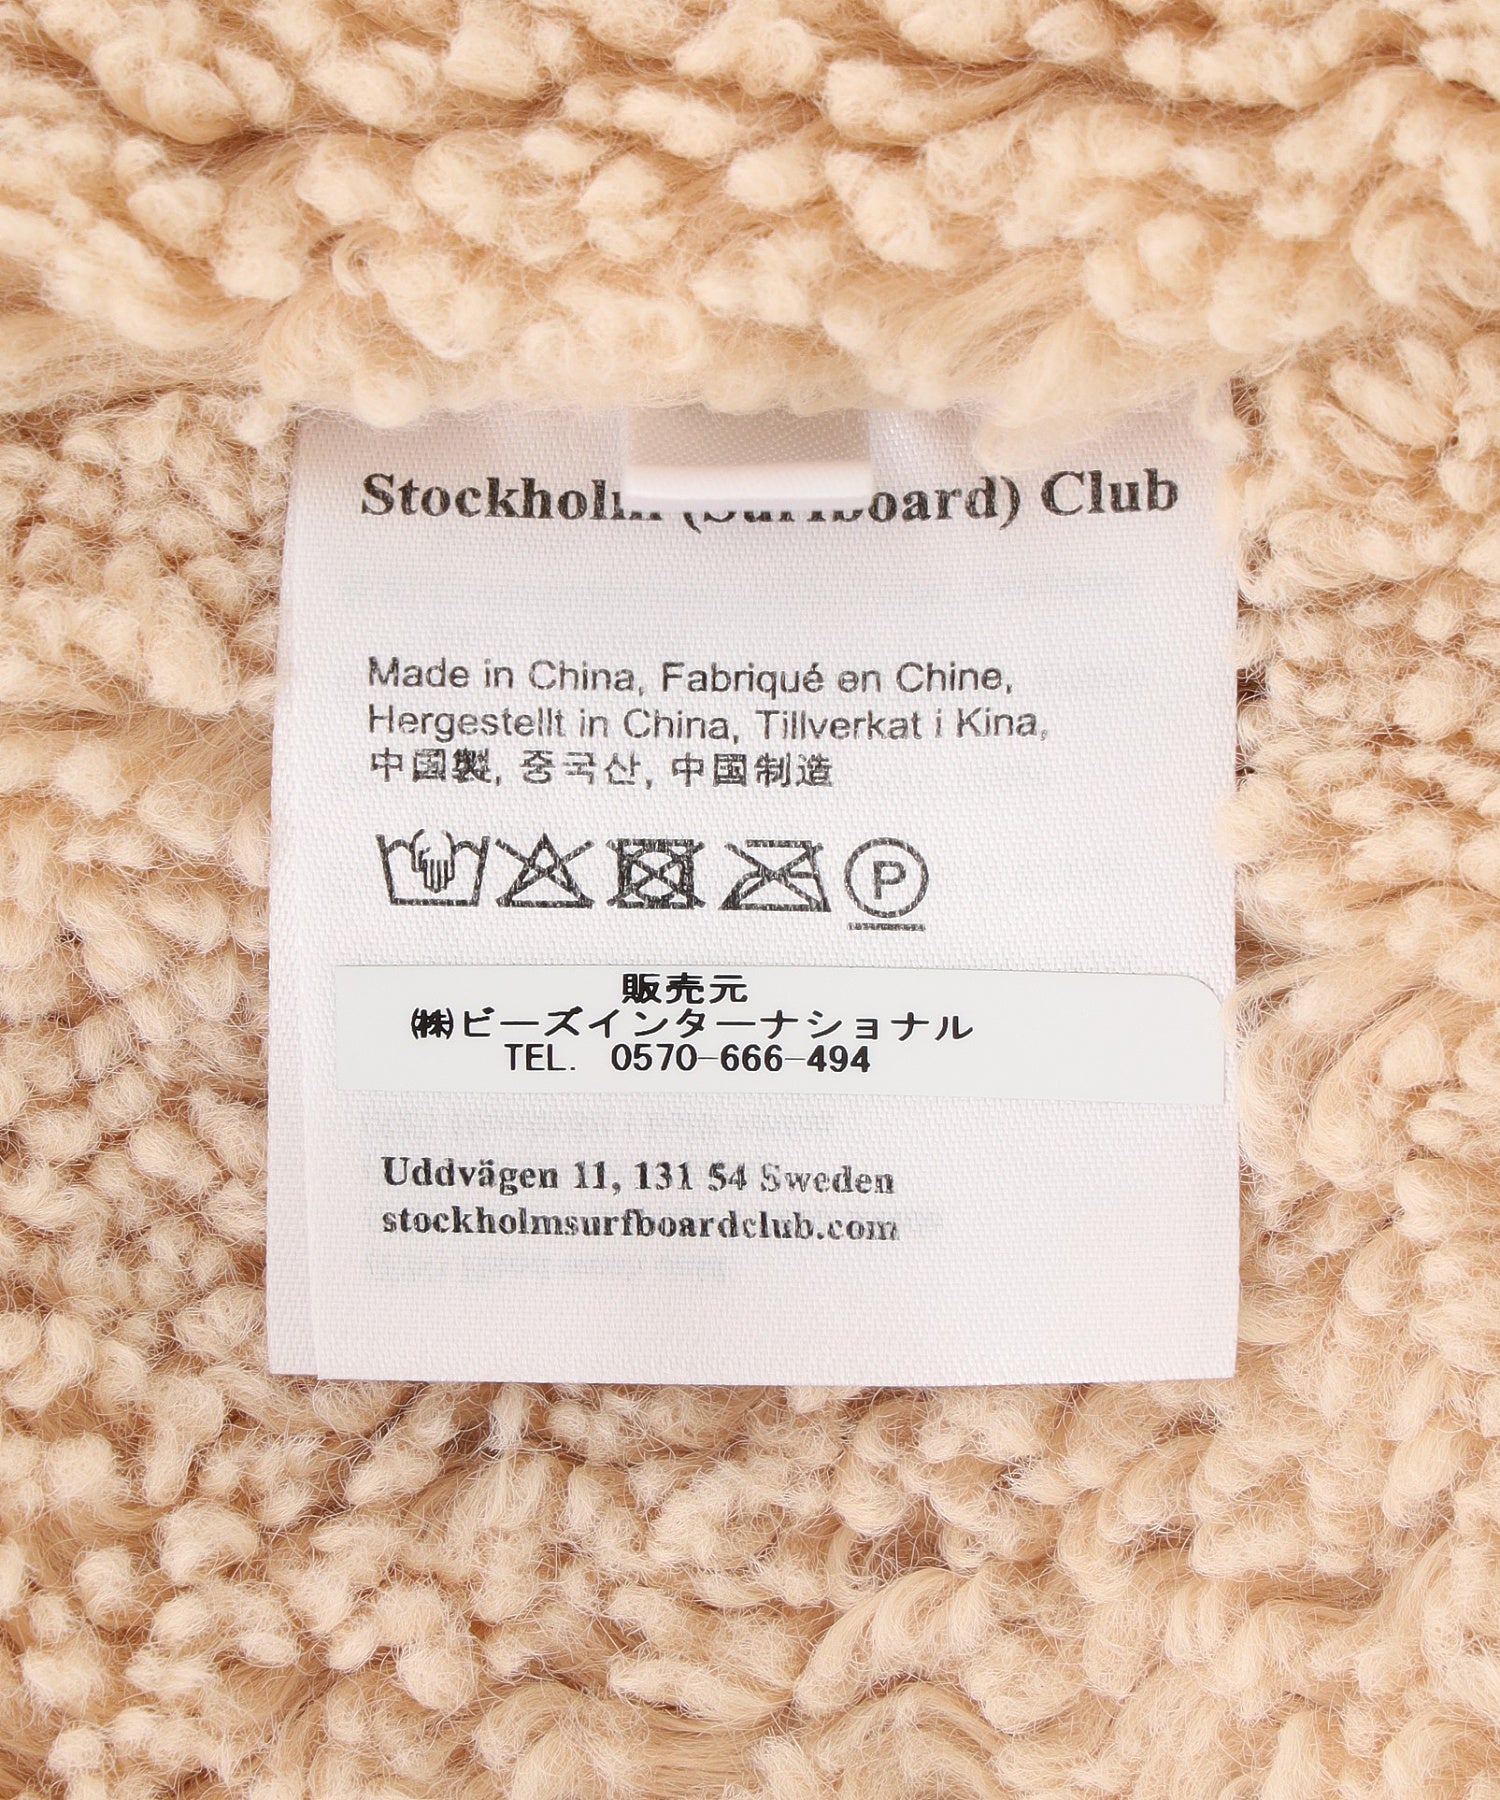 Stockholm (Surfboard) Club
Made in China, Fabriqué en Chine,
Hergestellt in China, Tillverkat i Kina,
中国製, 중국산, 中国制造
P
販売元
㈱ビーズインターナショナル
TEL. 0570-666-494
Uddvägen 11, 131 54 Sweden
stockholmsurfboardclub.com